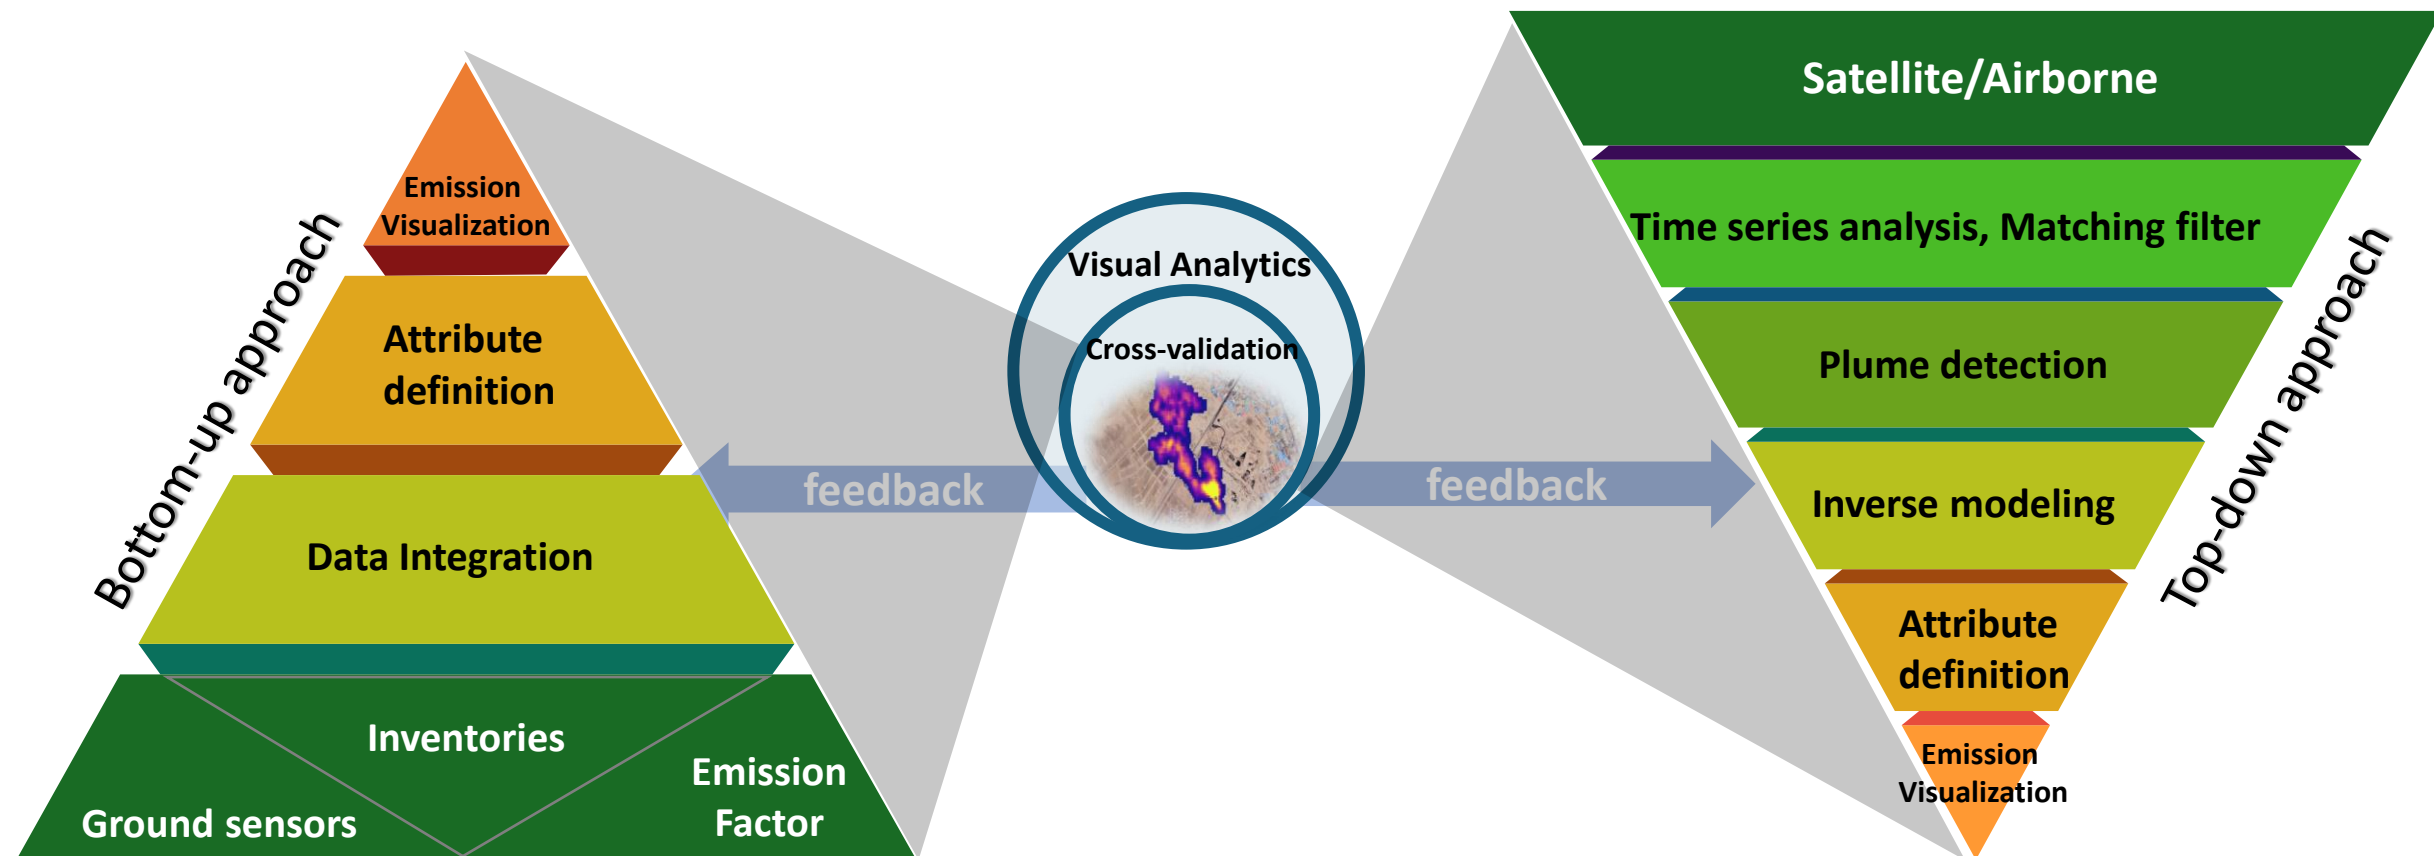 Bottom-up approach
Emission
Visualization
Attribute
definition
Data Integration
Inventories
Ground sensors
Emission
Factor
Visual Analytics
Cross-validation
feedback
feedback
Satellite/Airborne
Time series analysis, Matching filter
Plume detection
Inverse modeling
Attribute
definition
Emission
Visualization
Top-down approach